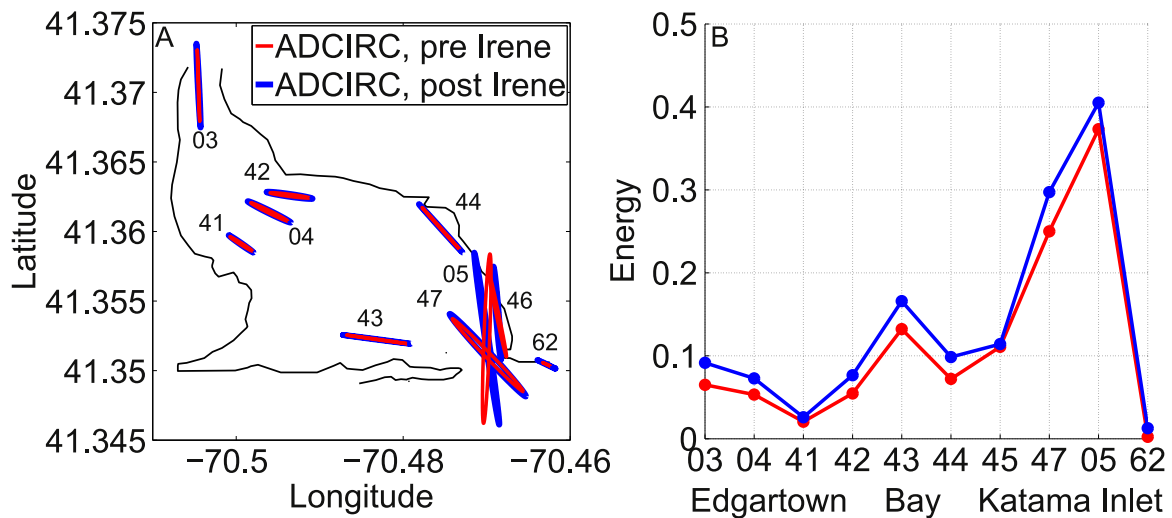 A
ADCIRC, pre Irene
ADCIRC, post Irene
41.375
41.37
41.365
41.36
41.355
41.35
41.345
Latitude
03
42
41
04
44
05
47
46
43
62
−70.5 −70.48 −70.46
Longitude
B
0.5
0.4
0.3
0.2
0.1
0
Energy
03 04 41 42 43 44 45 47 05 62
Edgartown Bay Katama Inlet